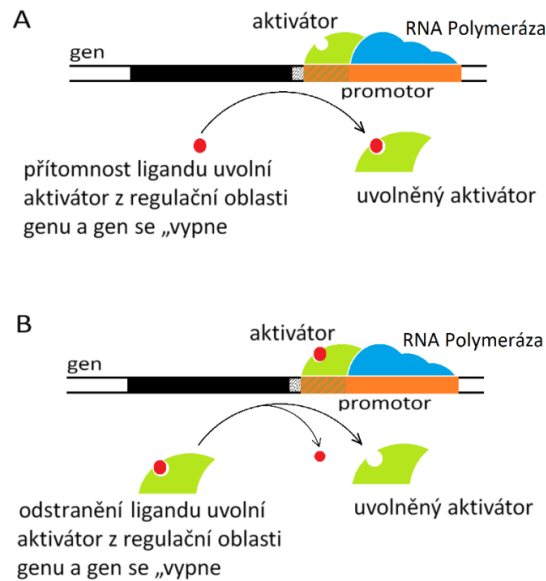 A
aktivátor
RNA Polymeráza
gen
promotor
přítomnost ligandu uvolní
aktivátor z regulační oblasti
genu a gen se „vypne
uvolněný aktivátor
B
aktivátor
RNA Polymeráza
gen
promotor
odstranění ligandu uvolní
aktivátor z regulační oblasti
genu a gen se „vypne
uvolněný aktivátor